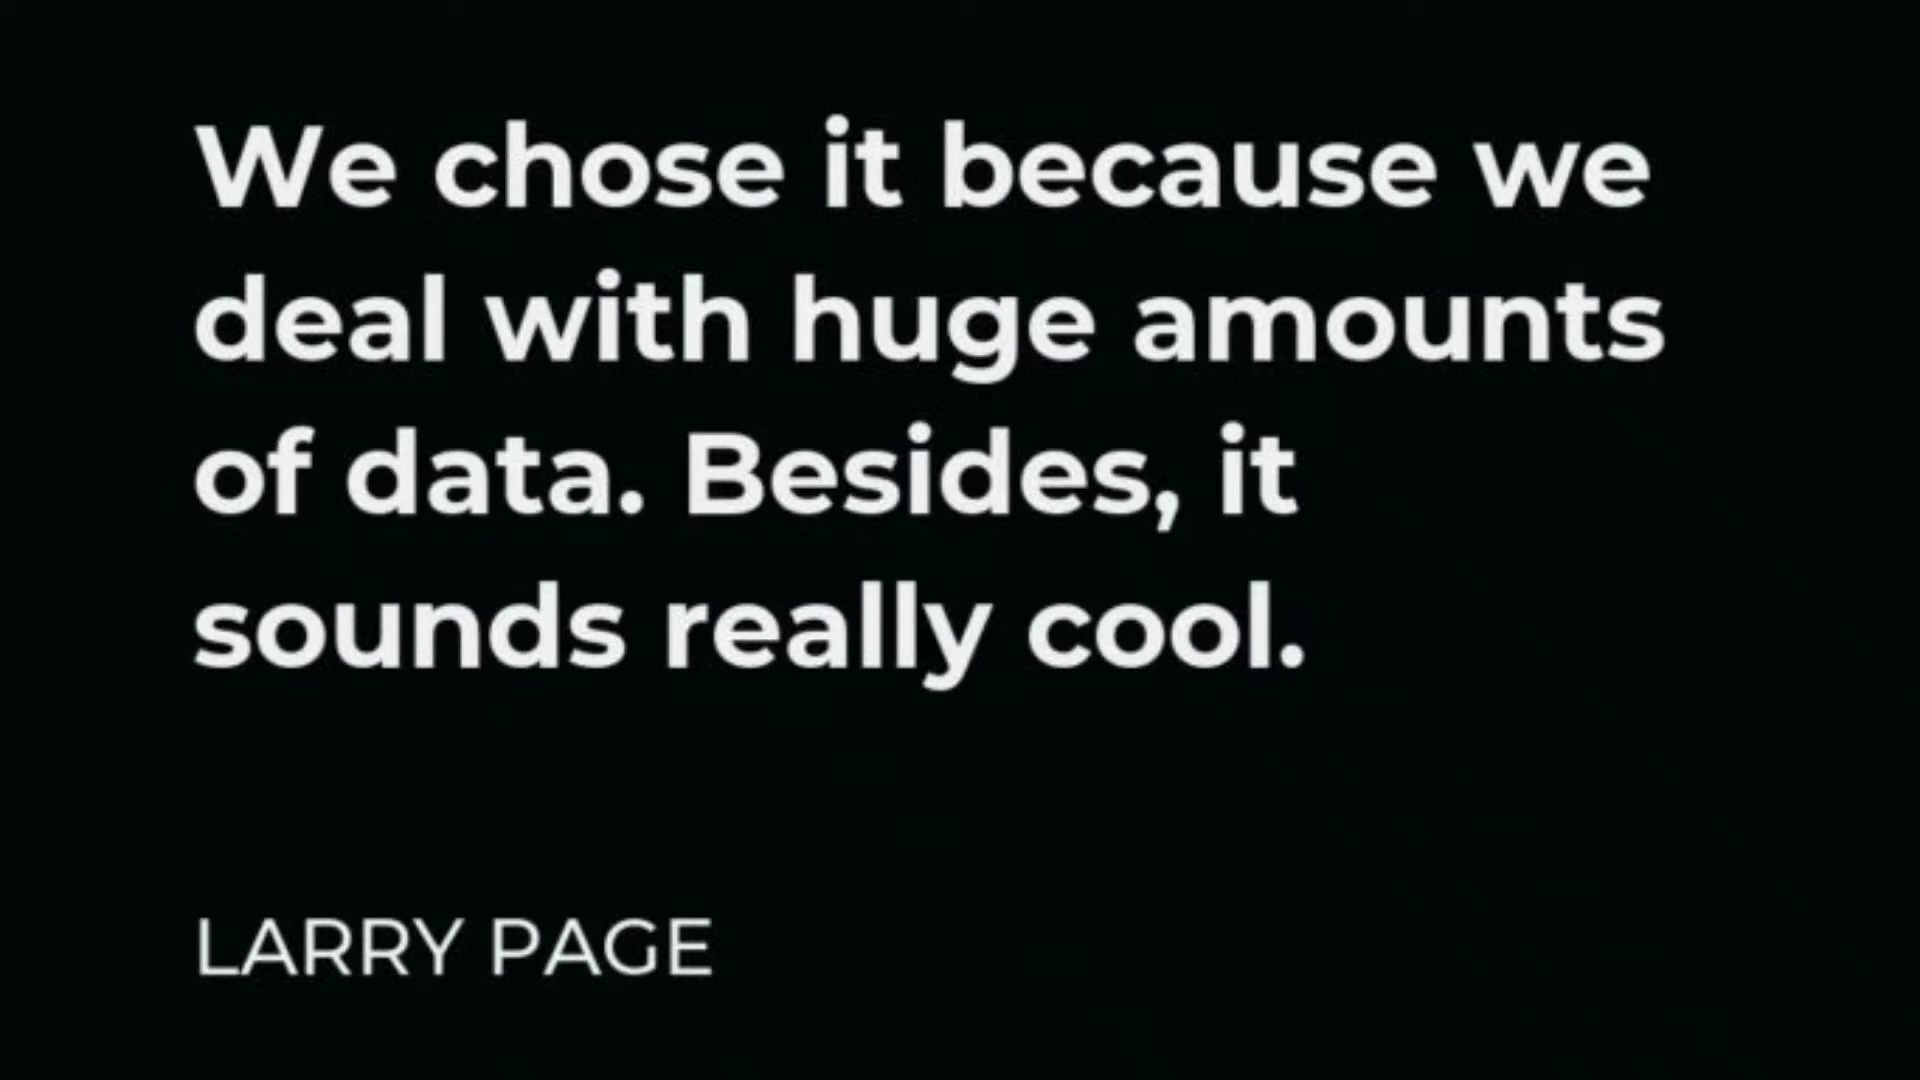 We chose it because we
deal with huge amounts
of data. Besides, it
sounds really cool.
LARRY PAGE